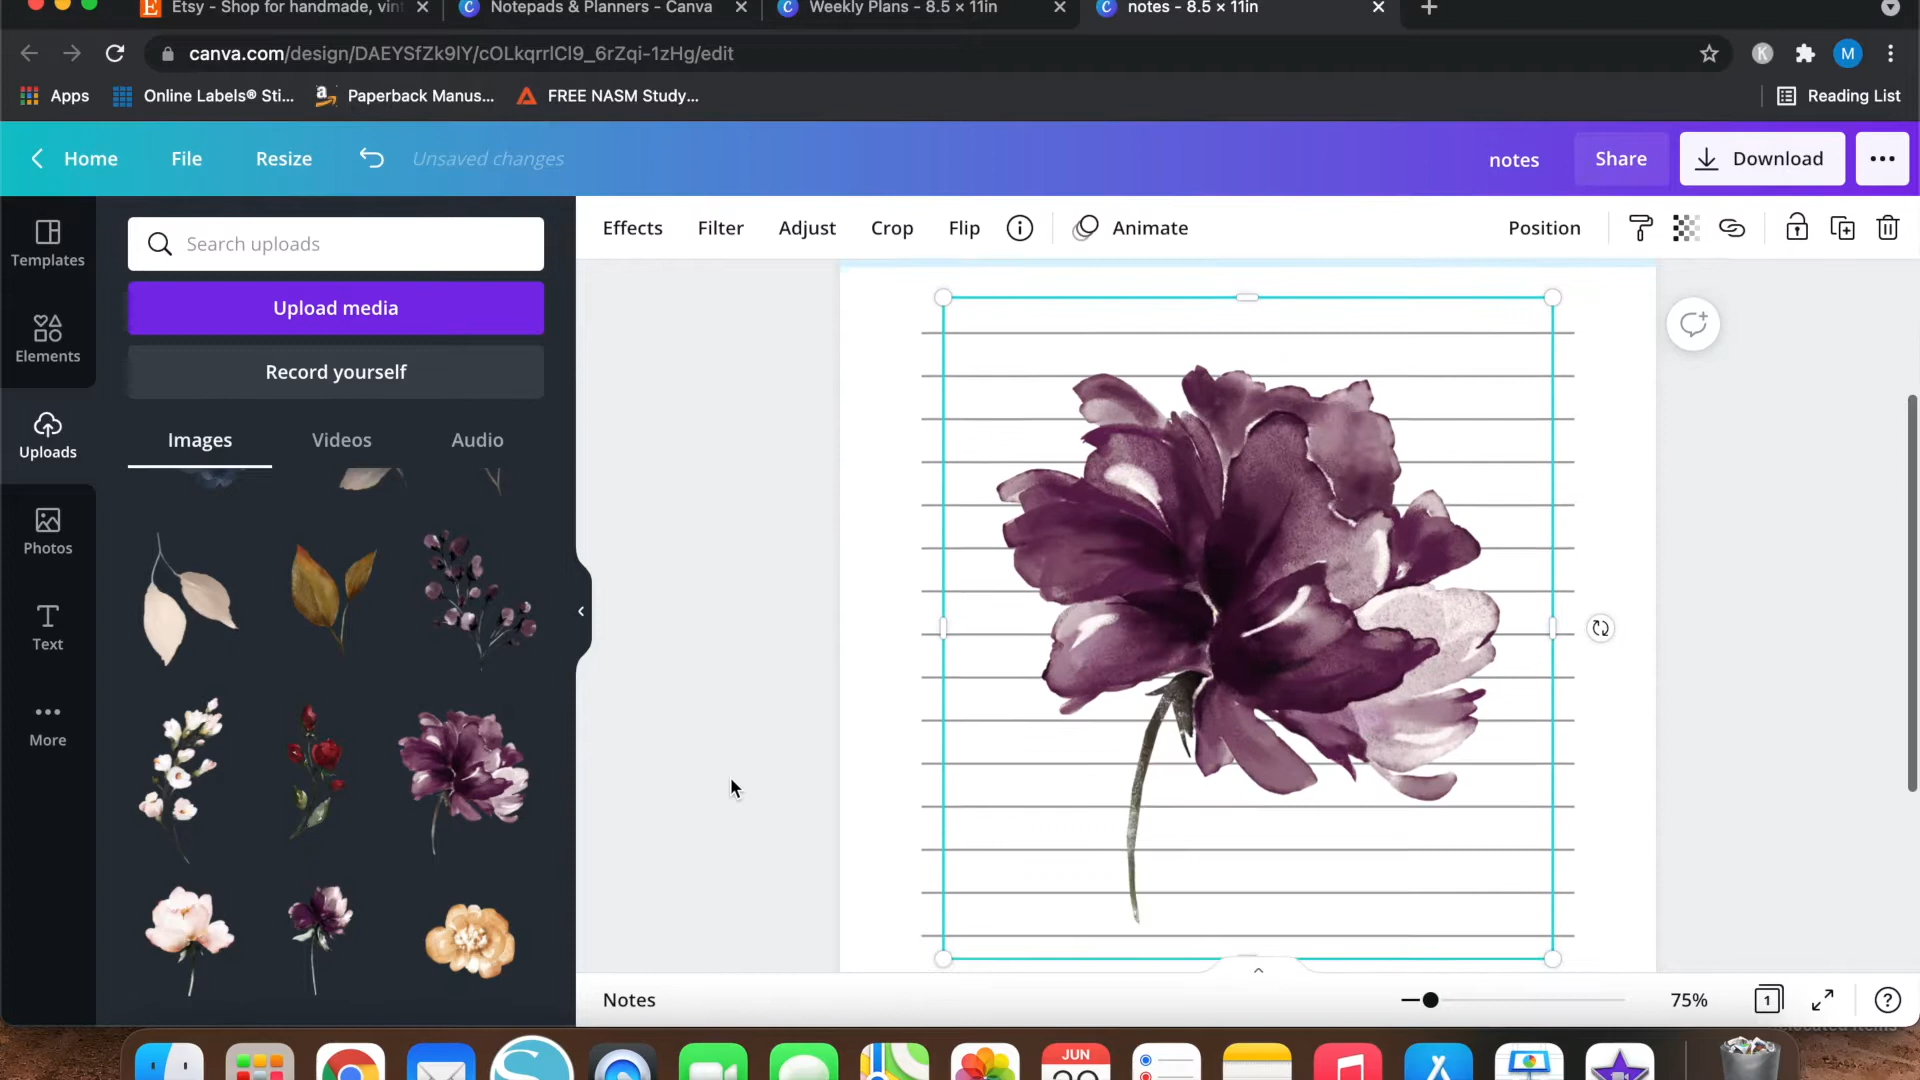 Etsy - Shop for handmade, vin
Notepads & Planners - Canva
Weekly Plans - 8.5 × 11in
notes - 8.5 × 11in
canva.com/design/DAEYSfZk9lY/cOLkqrrlCl9_6rZqi-1zHg/edit
K
M
Apps
Online Labels® Sti...
Paperback Manus...
FREE NASM Study...
Reading List
Home
File
Resize
Unsaved changes
notes
Share
Download
Templates
Elements
Uploads
Photos
Text
More
Search uploads
Upload media
Record yourself
Images
Videos
Audio
Effects
Filter
Adjust
Crop
Flip
Animate
Position
Notes
75%
1
JUN